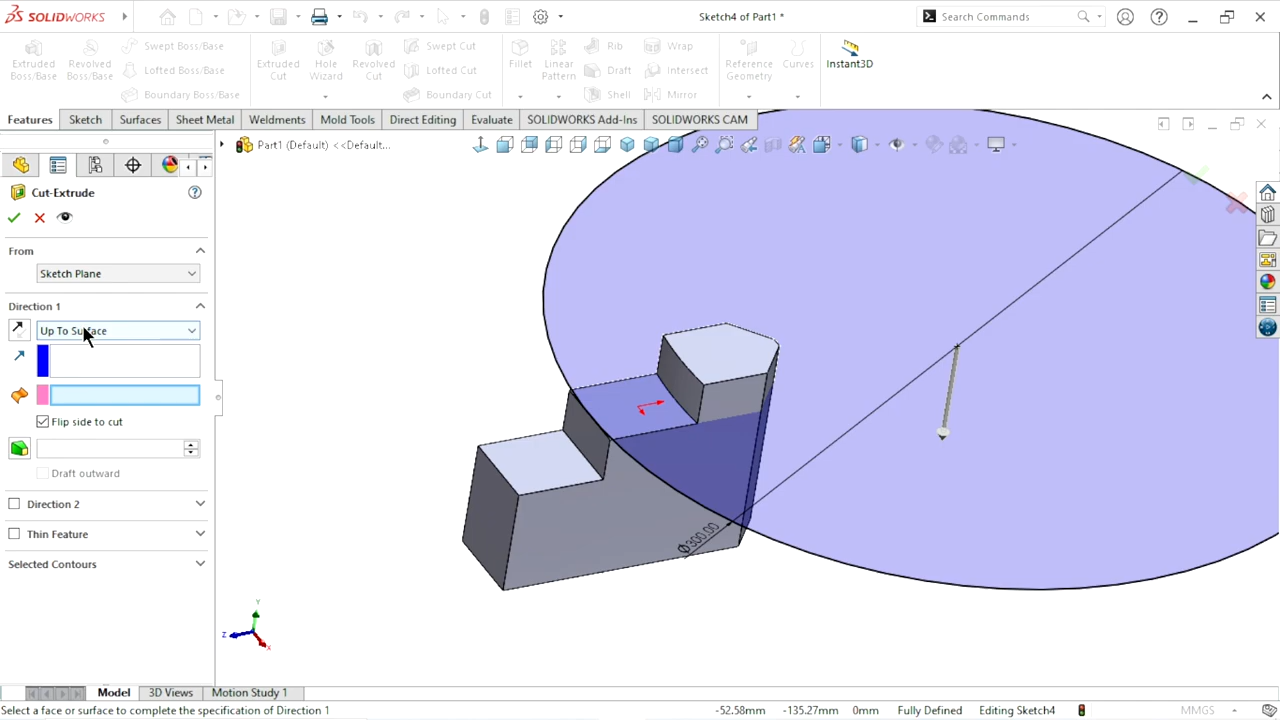 SOLIDWORKS
Sketch4 of Part1 *
Search Commands
Extruded Boss/Base
Revolved Boss/Base
Swept Boss/Base
Lofted Boss/Base
Boundary Boss/Base
Extruded Cut
Hole Wizard
Revolved Cut
Swept Cut
Lofted Cut
Boundary Cut
Fillet
Linear Pattern
Rib
Draft
Shell
Wrap
Intersect
Mirror
Reference Geometry
Curves
Instant3D
Features Sketch Surfaces Sheet Metal Weldments Mold Tools Direct Editing Evaluate SOLIDWORKS Add-Ins SOLIDWORKS CAM
Part1 (Default) <<Default...
Cut-Extrude
From
Sketch Plane
Direction 1
Up To Surface
Flip side to cut
Draft outward
Direction 2
Thin Feature
Selected Contours
Ø300.00
Y
Z
X
Model 3D Views Motion Study 1
Select a face or surface to complete the specification of Direction 1
-52.58mm -135.27mm 0mm Fully Defined Editing Sketch4 MMGS